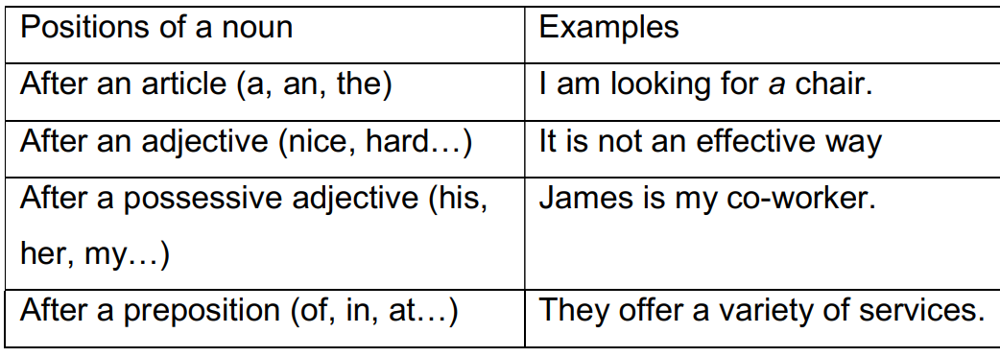 Positions of a noun
Examples
After an article (a, an, the)
I am looking for a chair.
After an adjective (nice, hard…)
It is not an effective way
After a possessive adjective (his,
her, my…)
James is my co-worker.
After a preposition (of, in, at…)
They offer a variety of services.